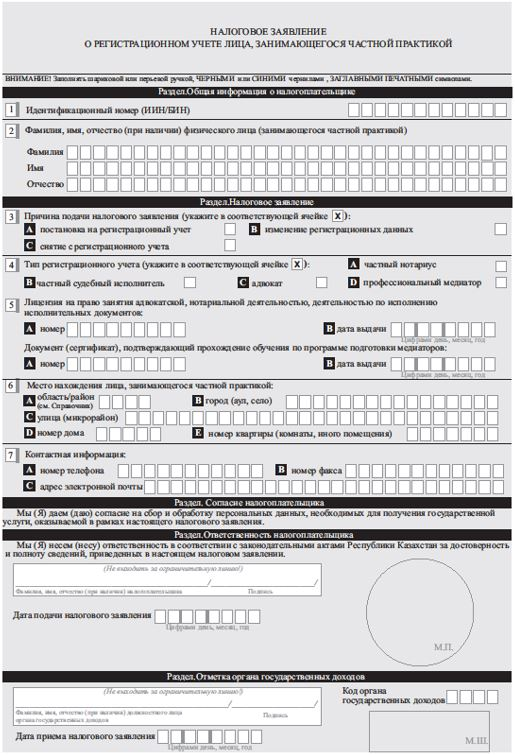 НАЛОГОВОЕ ЗАЯВЛЕНИЕ
О РЕГИСТРАЦИОННОМ УЧЕТЕ ЛИЦА, ЗАНИМАЮЩЕГОСЯ ЧАСТНОЙ ПРАКТИКОЙ
ВНИМАНИЕ! Заполнять шариковой или перьевой ручкой, ЧЕРНЫМИ или СИНИМИ чернилами , ЗАГЛАВНЫМИ ПЕЧАТНЫМИ символами.
Раздел.Общая информация о налогоплательщике
1 Идентификационный номер (ИИН/БИН)
2 Фамилия, имя, отчество (при наличии) физического лица (занимающегося частной практикой)
Фамилия
Имя
Отчество
Раздел.Налоговое заявление
3 Причина подачи налогового заявления (укажите в соответствующей ячейке X ):
A постановка на регистрационный учет B изменение регистрационных данных
C снятие с регистрационного учета
4 Тип регистрационного учета (укажите в соответствующей ячейке X ): A частный нотариус
B частный судебный исполнитель C адвокат D профессиональный медиатор
5 Лицензия на право занятия адвокатской, нотариальной деятельностью, деятельностью по исполнению
исполнительных документов:
A номер B дата выдачи
Цифрами день, месяц, год
Документ (сертификат), подтверждающий прохождение обучения по программе подготовки медиаторов:
A номер B дата выдачи
Цифрами день, месяц, год
6 Место нахождения лица, занимающегося частной практикой:
A область/район
(см. Справочник) B город (аул, село)
C улица (микрорайон)
D номер дома E номер квартиры (комнаты, иного помещения)
7 Контактная информация:
A номер телефона B номер факса
C адрес электронной почты
Раздел. Согласие налогоплательщика
Мы (Я) даем (даю) согласие на сбор и обработку персональных данных, необходимых для получения государственной
услуги, оказываемой в рамках настоящего налогового заявления.
Раздел.Ответственность налогоплательщика
Мы (Я) несем (несу) ответственность в соответствии с законодательными актами Республики Казахстан за достоверность
и полноту сведений, приведенных в настоящем налоговом заявлении.
(Не выходить за ограничительную линию!)
Фамилия, имя, отчество (при наличии) налогоплательщика Подпись
Дата подачи налогового заявления
Цифрами день, месяц, год
М.П.
Раздел.Отметка органа государственных доходов
(Не выходить за ограничительную линию!)
Фамилия, имя, отчество (при наличии) должностного лица
органа государственных доходов Подпись
Код органа
государственных доходов
Дата приема налогового заявления
Цифрами день, месяц, год
М.Ш.